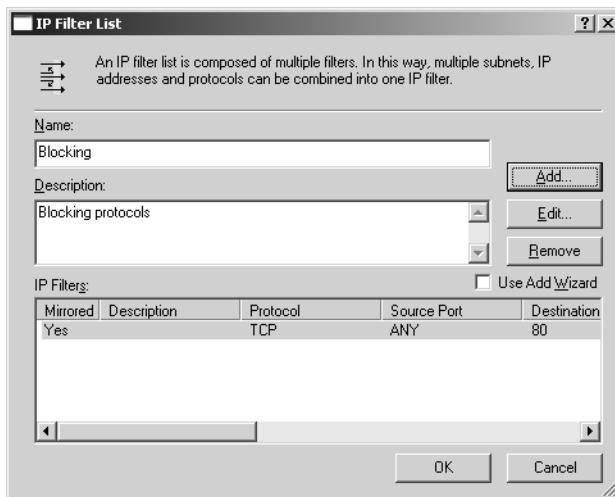 IP Filter List
An IP filter list is composed of multiple filters. In this way, multiple subnets, IP
addresses and protocols can be combined into one IP filter.
Name:
Blocking
Add...
Description:
Blocking protocols
Edit...
Remove
IP Filters:
Use Add Wizard
Mirrored Description Protocol Source Port Destination
Yes TCP ANY 80
OK Cancel